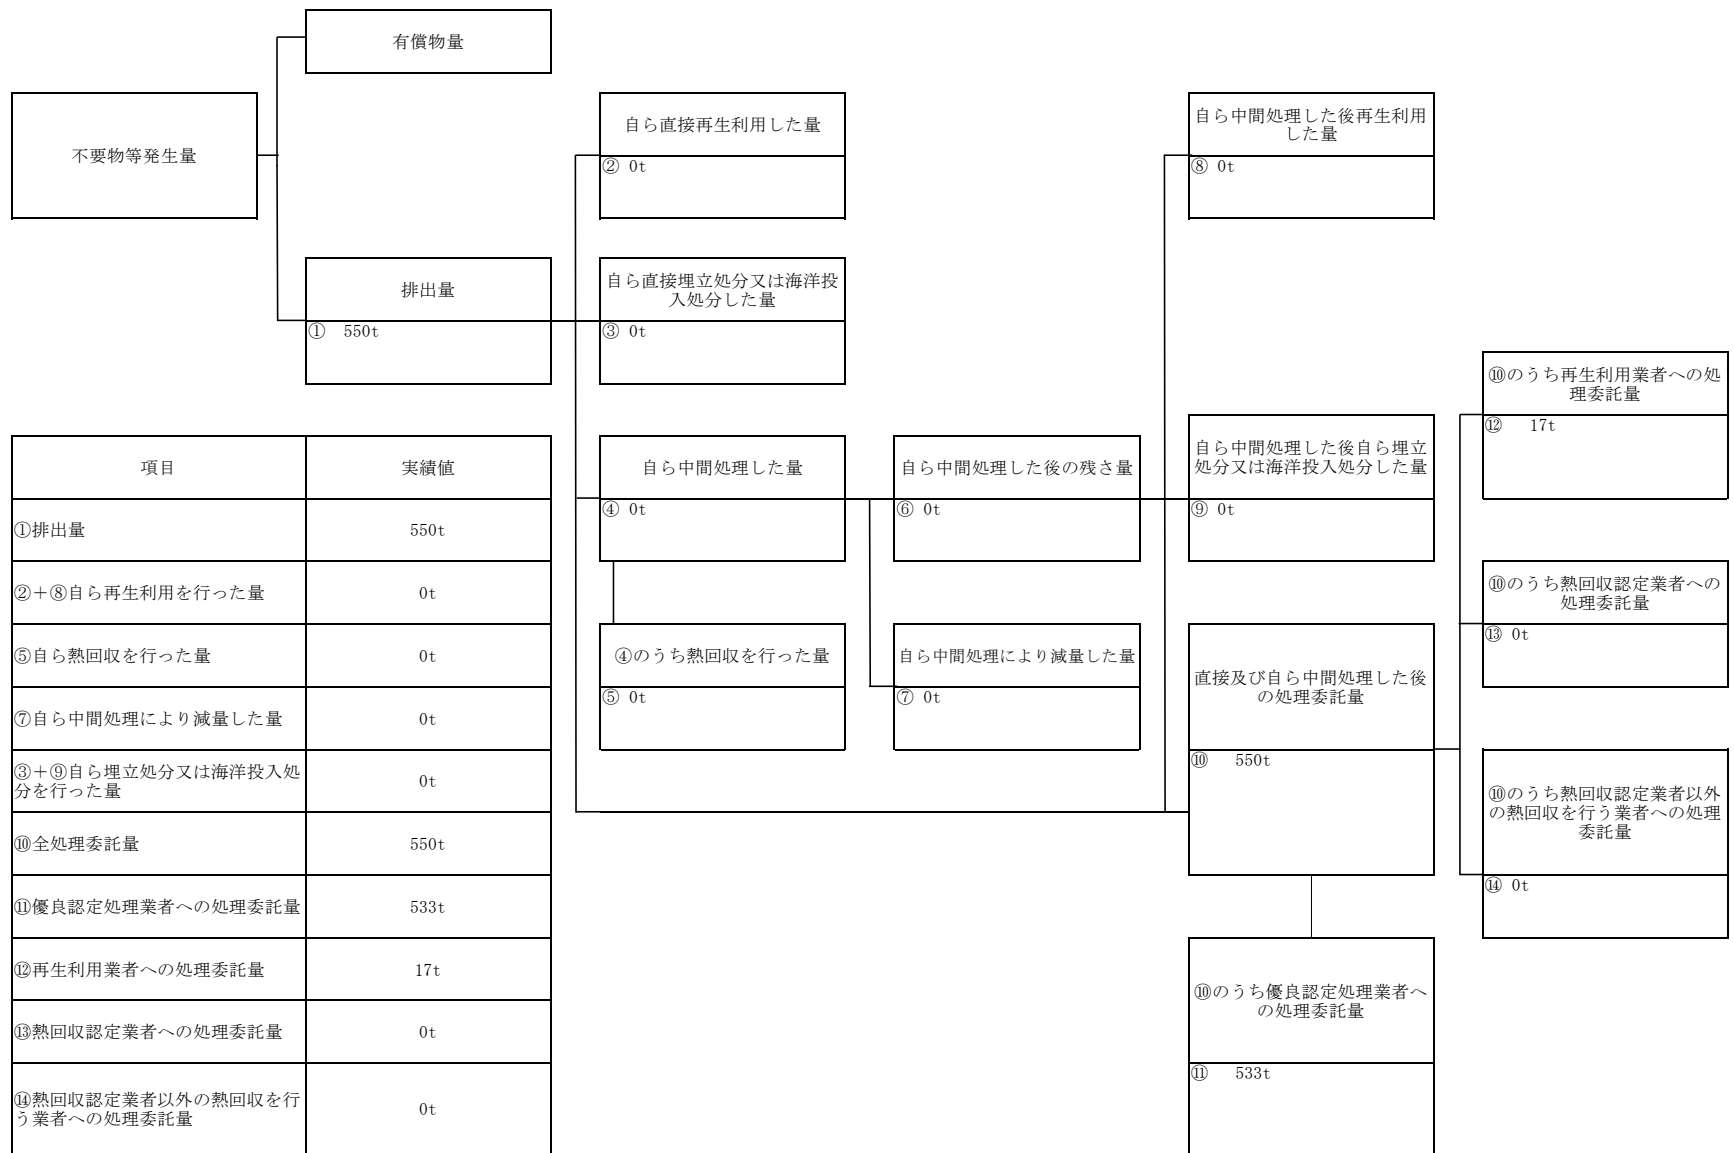 有償物量
不要物等発生量
自ら直接再生利用した量
② 0t
自ら中間処理した後再生利用
した量
⑧ 0t
排出量
① 550t
自ら直接埋立処分又は海洋投
入処分した量
③ 0t
⑩のうち再生利用業者への処
理委託量
⑫ 17t
自ら中間処理した量
④ 0t
自ら中間処理した後の残さ量
⑥ 0t
自ら中間処理した後自ら埋立
処分又は海洋投入処分した量
⑨ 0t
⑩のうち熱回収認定業者への
処理委託量
⑬ 0t
④のうち熱回収を行った量
⑤ 0t
自ら中間処理により減量した量
⑦ 0t
直接及び自ら中間処理した後
の処理委託量
⑩ 550t
⑩のうち熱回収認定業者以外
の熱回収を行う業者への処理
委託量
⑭ 0t
⑩のうち優良認定処理業者へ
の処理委託量
⑪ 533t
項目 実績値
①排出量 550t
②+⑧自ら再生利用を行った量 0t
⑤自ら熱回収を行った量 0t
⑦自ら中間処理により減量した量 0t
③+⑨自ら埋立処分又は海洋投入処
分を行った量 0t
⑩全処理委託量 550t
⑪優良認定処理業者への処理委託量 533t
⑫再生利用業者への処理委託量 17t
⑬熱回収認定業者への処理委託量 0t
⑭熱回収認定業者以外の熱回収を行
う業者への処理委託量 0t